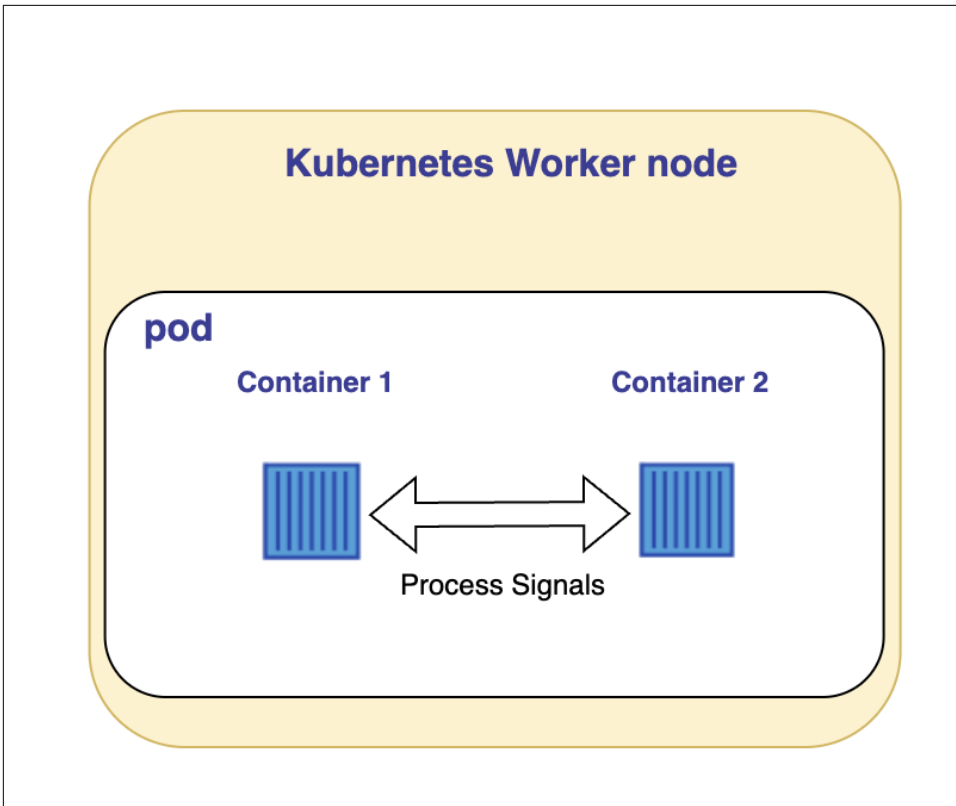 Kubernetes Worker node
pod
Container 1
Container 2
Process Signals